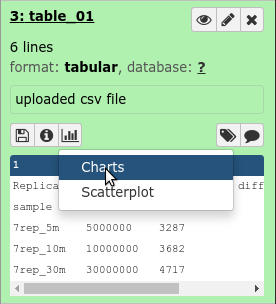 3: table_01
6 lines
format: tabular, database: ?
uploaded csv file
1
Charts
diff
Scatterplot
sample
7rep_5m 5000000 3287
7rep_10m 10000000 3682
7rep_30m 30000000 4717